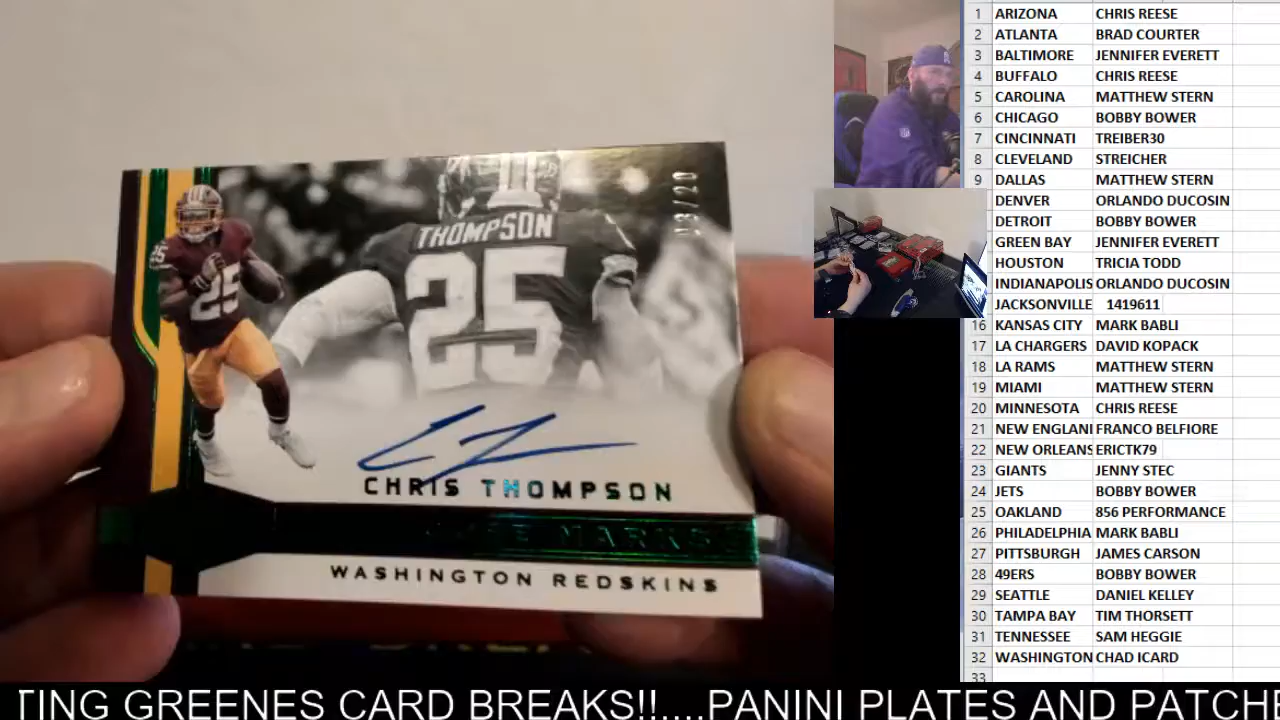 THOMPSON
25
25
CHRIS THOMPSON
MARKS
WASHINGTON REDSKINS
1 ARIZONA CHRIS REESE
2 ATLANTA BRAD COURTER
3 BALTIMORE JENNIFER EVERETT
4 BUFFALO CHRIS REESE
5 CAROLINA MATTHEW STERN
6 CHICAGO BOBBY BOWER
7 CINCINNATI TREIBER30
8 CLEVELAND STREICHER
9 DALLAS MATTHEW STERN
DENVER ORLANDO DUCOSIN
DETROIT BOBBY BOWER
GREEN BAY JENNIFER EVERETT
HOUSTON TRICIA TODD
INDIANAPOLIS ORLANDO DUCOSIN
JACKSONVILLE 1419611
16 KANSAS CITY MARK BABLI
17 LA CHARGERS DAVID KOPACK
18 LA RAMS MATTHEW STERN
19 MIAMI MATTHEW STERN
20 MINNESOTA CHRIS REESE
21 NEW ENGLAN FRANCO BELFIORE
22 NEW ORLEANS ERICTK79
23 GIANTS JENNY STEC
24 JETS BOBBY BOWER
25 OAKLAND 856 PERFORMANCE
26 PHILADELPHIA MARK BABLI
27 PITTSBURGH JAMES CARSON
28 49ERS BOBBY BOWER
29 SEATTLE DANIEL KELLEY
30 TAMPA BAY TIM THORSETT
31 TENNESSEE SAM HEGGIE
32 WASHINGTON CHAD ICARD
33
TING GREENES CARD BREAKS!!....PANINI PLATES AND PATCHE